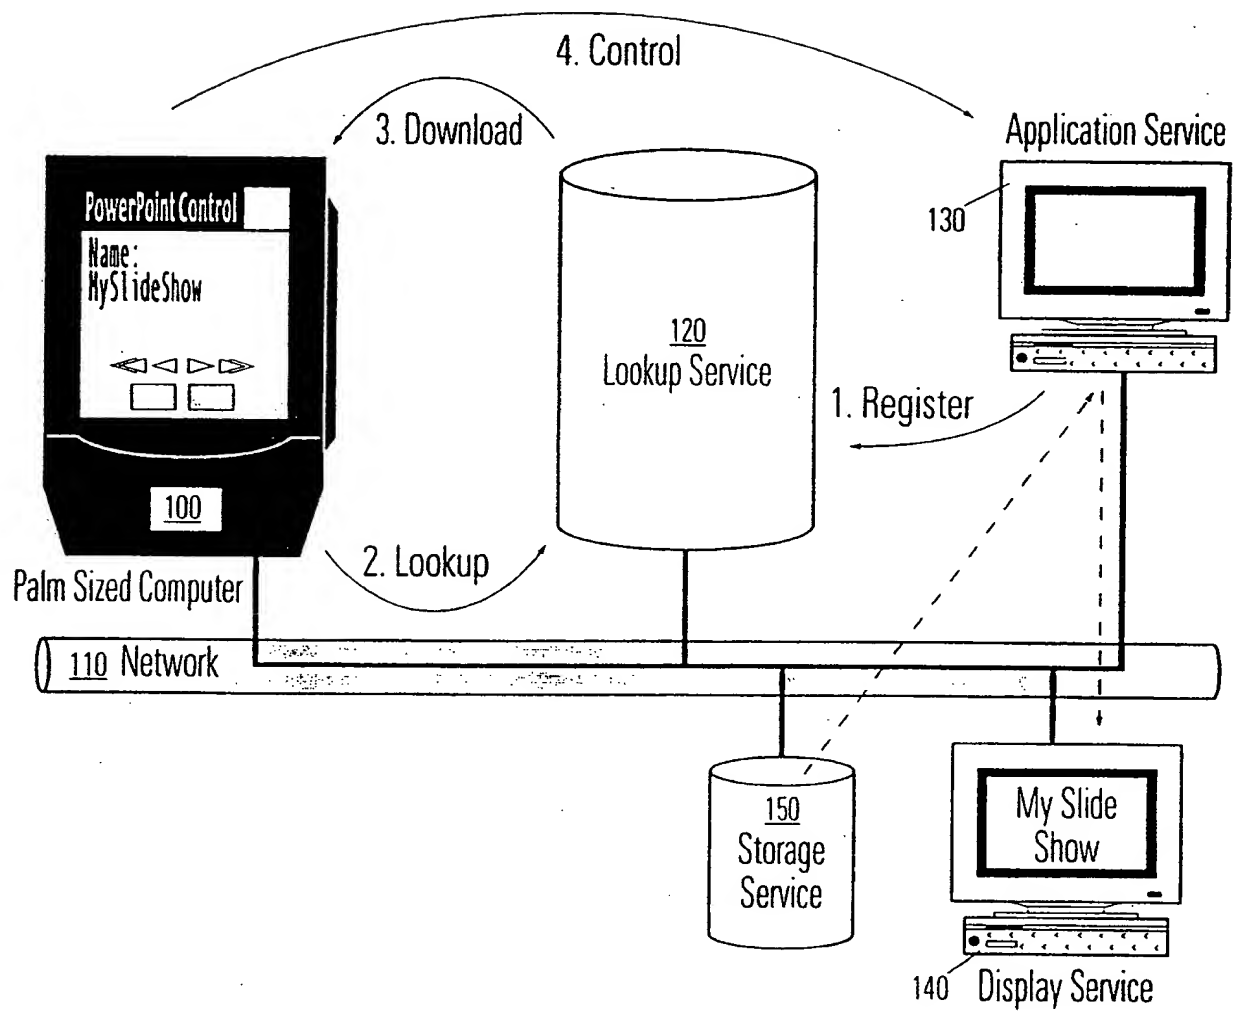 4. Control
3. Download
Application Service
130
PowerPoint Control
Name:
MySlideShow
120
Lookup Service
1. Register
100
2. Lookup
Palm Sized Computer
110 Network
150
Storage
Service
My Slide
Show
140
Display Service